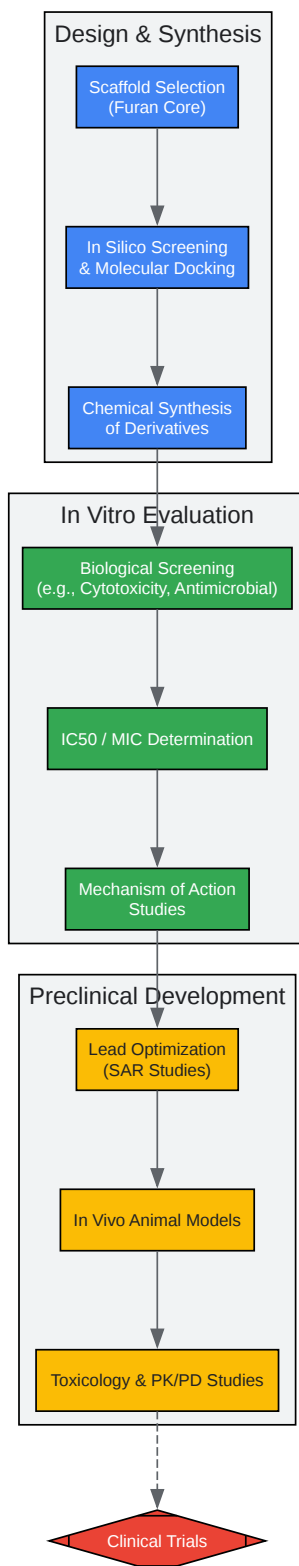 Design & Synthesis
Scaffold Selection
(Furan Core)
In Silico Screening
& Molecular Docking
Chemical Synthesis
of Derivatives
In Vitro Evaluation
Biological Screening
(e.g., Cytotoxicity, Antimicrobial)
IC50 / MIC Determination
Mechanism of Action
Studies
Preclinical Development
Lead Optimization
(SAR Studies)
In Vivo Animal Models
Toxicology & PK/PD Studies
Clinical Trials